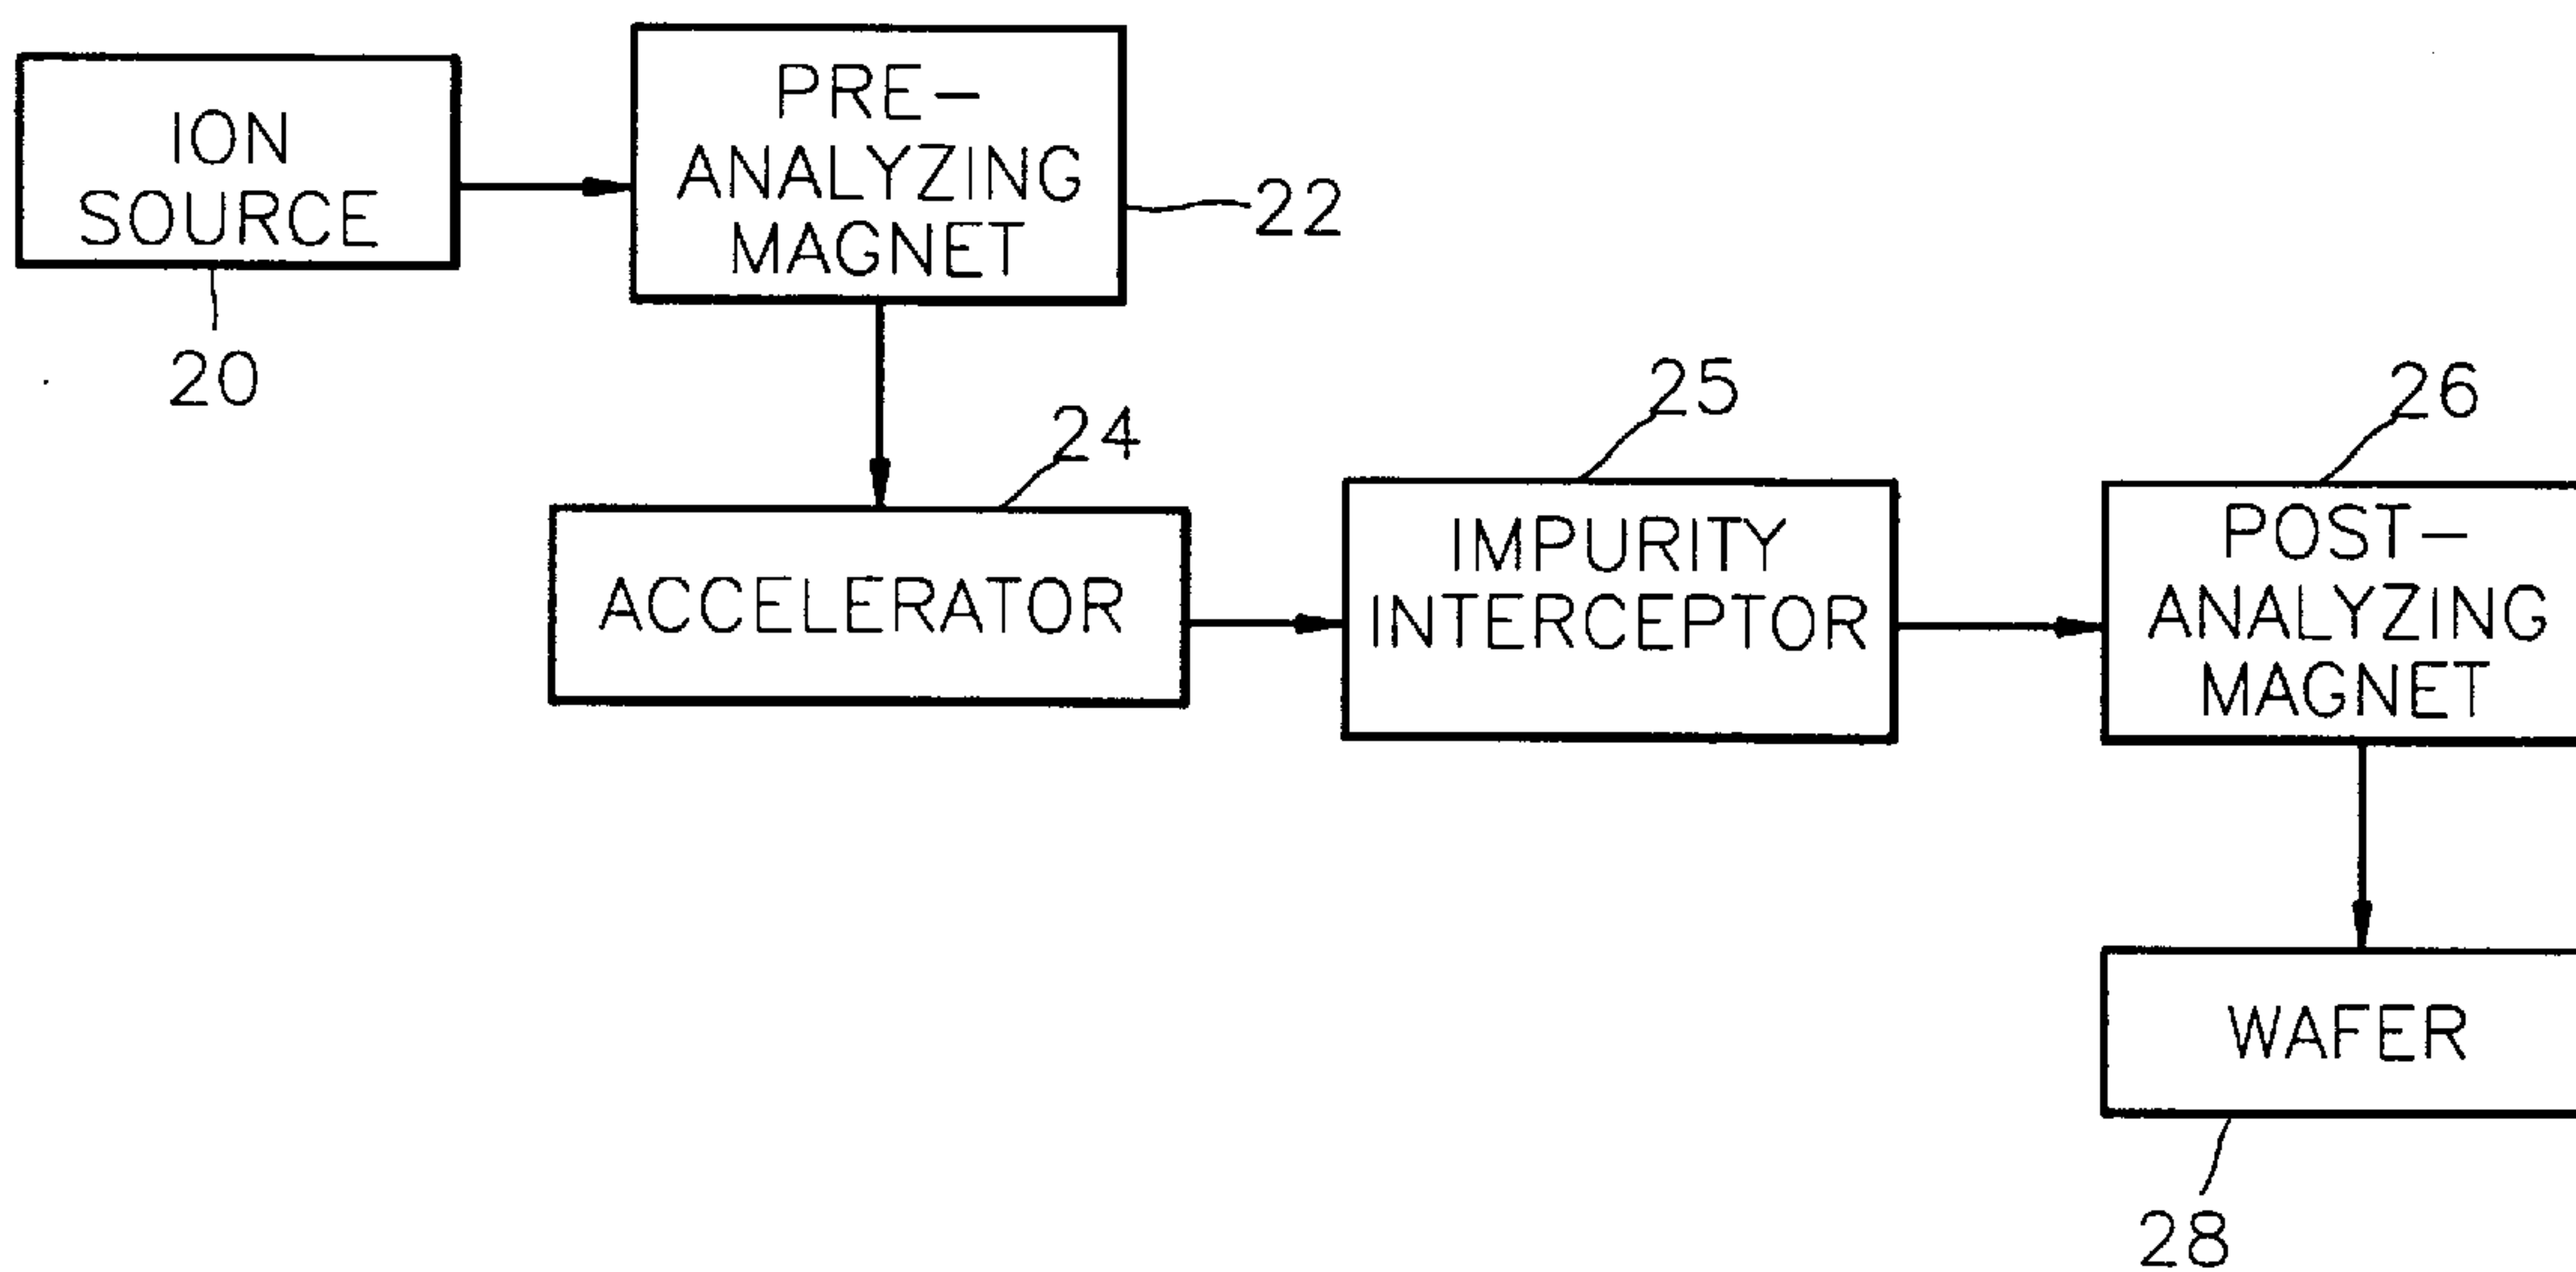 ION
SOURCE
20
PRE-
ANALYZING
MAGNET
22
24
ACCELERATOR
25
IMPURITY
INTERCEPTOR
26
POST-
ANALYZING
MAGNET
WAFER
28